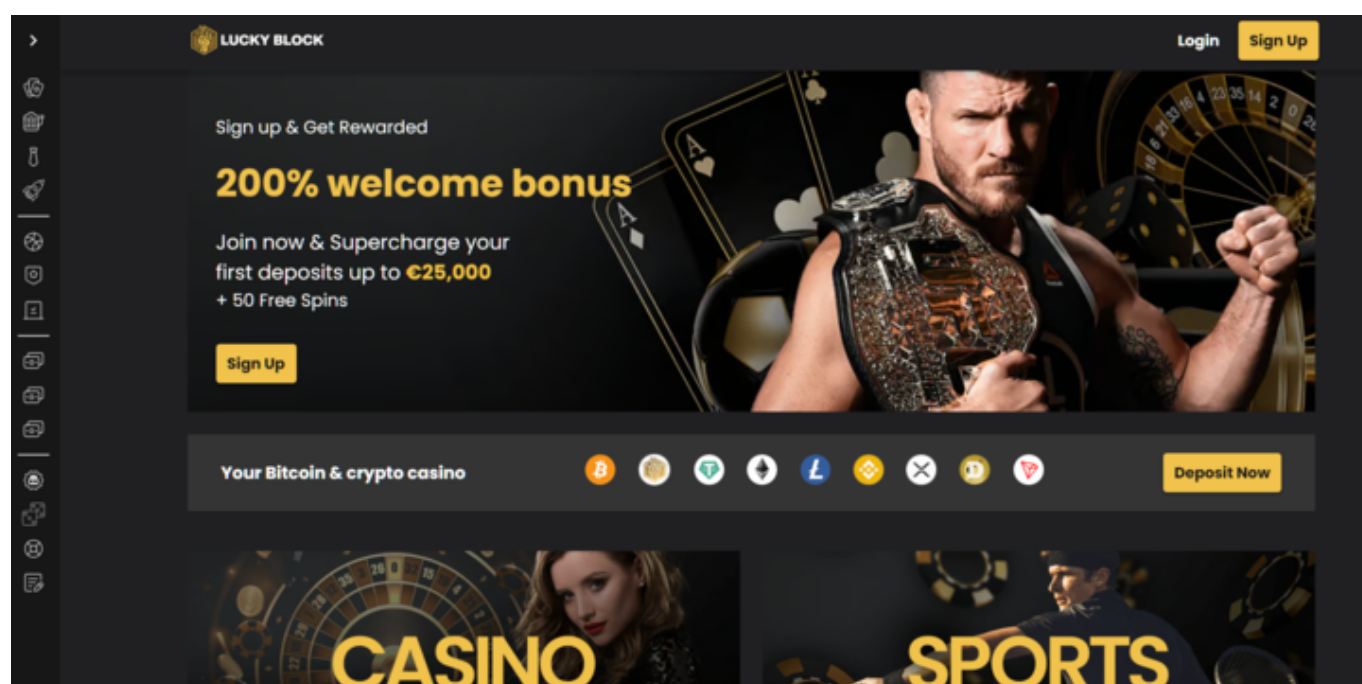 LUCKY BLOCK
Login
Sign Up
Sign up & Get Rewarded
200% welcome bonus
Join now & Supercharge your
first deposits up to €25,000
+ 50 Free Spins
Sign Up
Your Bitcoin & crypto casino
Deposit Now
CASINO
SPORTS